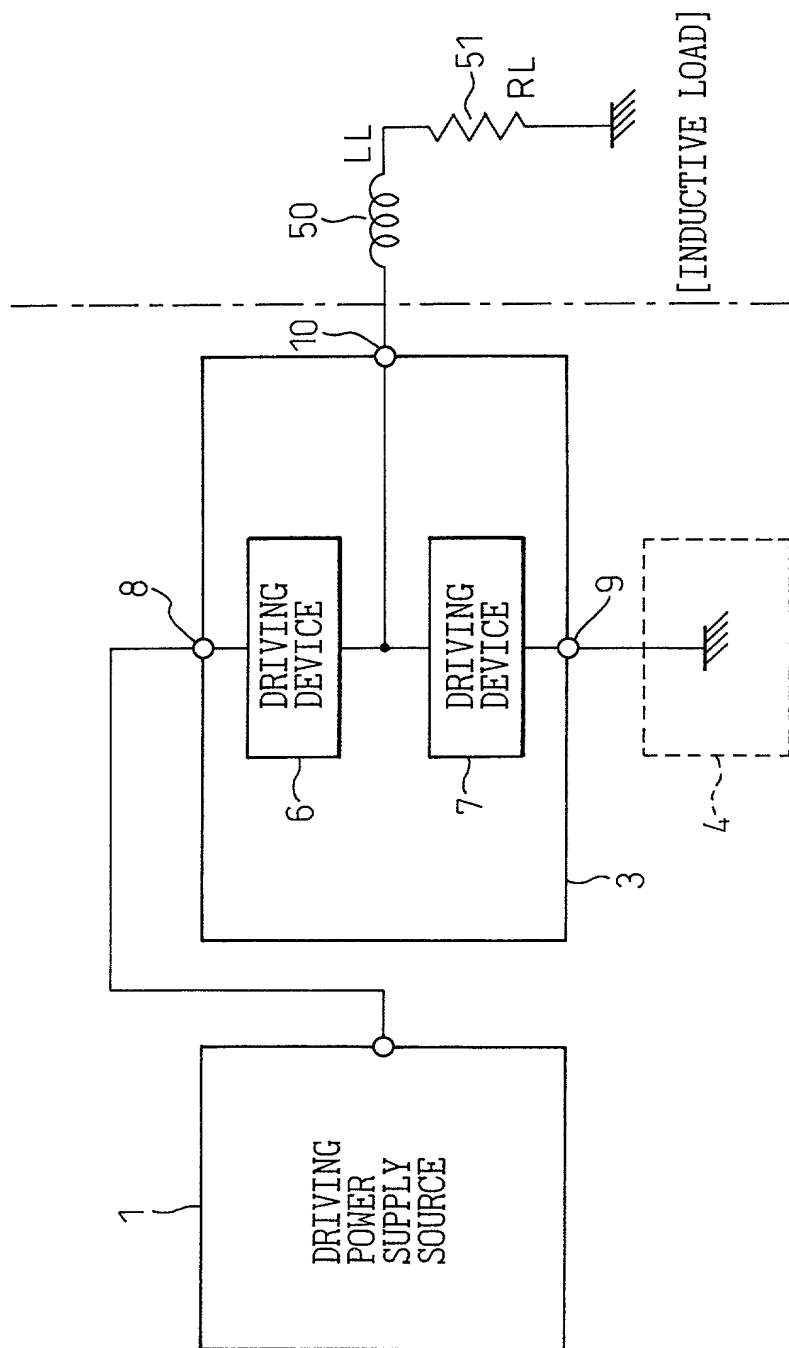 1
DRIVING
POWER
SUPPLY
SOURCE
8
DRIVING
DEVICE
6
DRIVING
DEVICE
7
9
3
4
10
50
LL
51
RL
[INDUCTIVE LOAD]